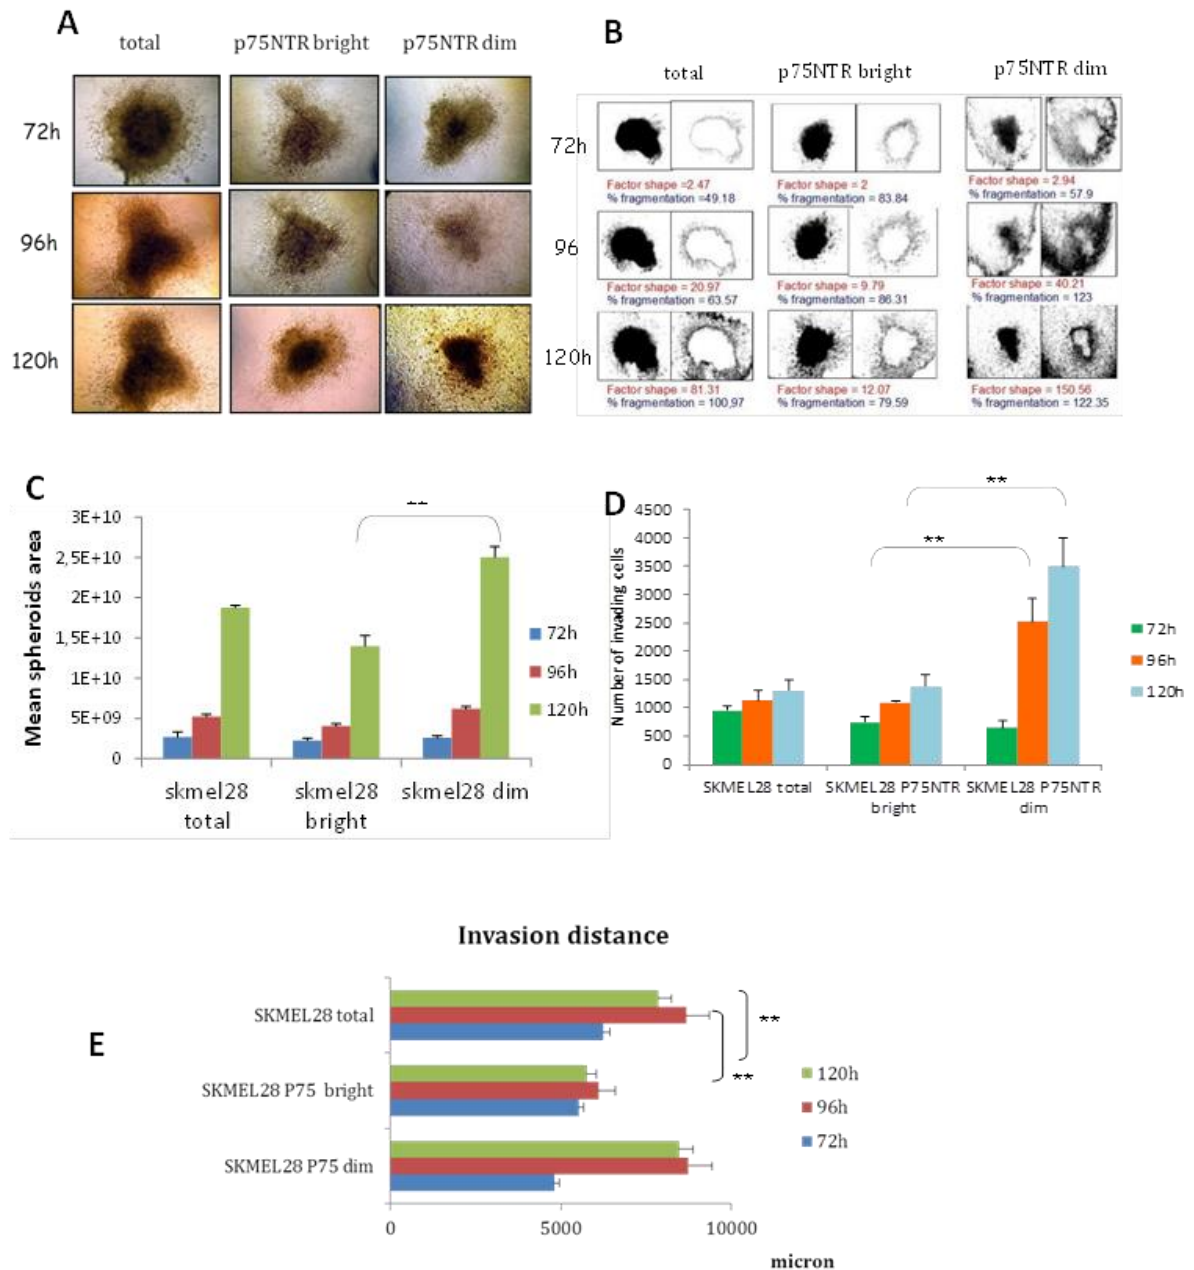 A
total
p75NTR bright
p75NTR dim
72h
96h
120h
B
total
p75NTR bright
p75NTR dim
72h
Factor shape =2.47
% fragmentation =49.18
Factor shape = 2
% fragmentation = 83.84
Factor shape = 2.94
% fragmentation = 57.9
96
Factor shape = 20.97
% fragmentation = 63.57
Factor shape = 9.79
% fragmentation = 86.31
Factor shape = 40.21
% fragmentation = 123
120h
Factor shape = 81.31
% fragmentation = 100,97
Factor shape = 12.07
% fragmentation = 79.59
Factor shape = 150.56
% fragmentation = 122.35
C
Mean spheroids area
3E+10
2,5E+10
2E+10
1,5E+10
1E+10
5E+09
0
**
skmel28 total
skmel28 bright
skmel28 dim
72h
96h
120h
D
Number of invading cells
4500
4000
3500
3000
2500
2000
1500
1000
500
0
**
**
SKMEL28 total
SKMEL28 P75NTR bright
SKMEL28 P75NTR dim
72h
96h
120h
E
Invasion distance
SKMEL28 total
SKMEL28 P75 bright
SKMEL28 P75 dim
**
**
120h
96h
72h
0
5000
10000
micron